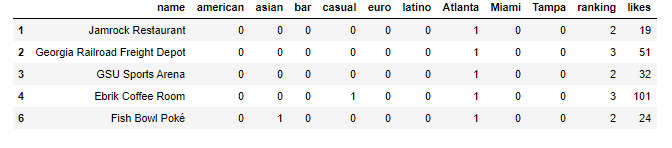 name american asian bar casual euro latino Atlanta Miami Tampa ranking likes
1 Jamrock Restaurant 0 0 0 0 0 0 1 0 0 2 19
2 Georgia Railroad Freight Depot 0 0 0 0 0 0 1 0 0 3 51
3 GSU Sports Arena 0 0 0 0 0 0 1 0 0 2 32
4 Ebrik Coffee Room 0 0 0 1 0 0 1 0 0 3 101
6 Fish Bowl Poké 0 1 0 0 0 0 1 0 0 2 24